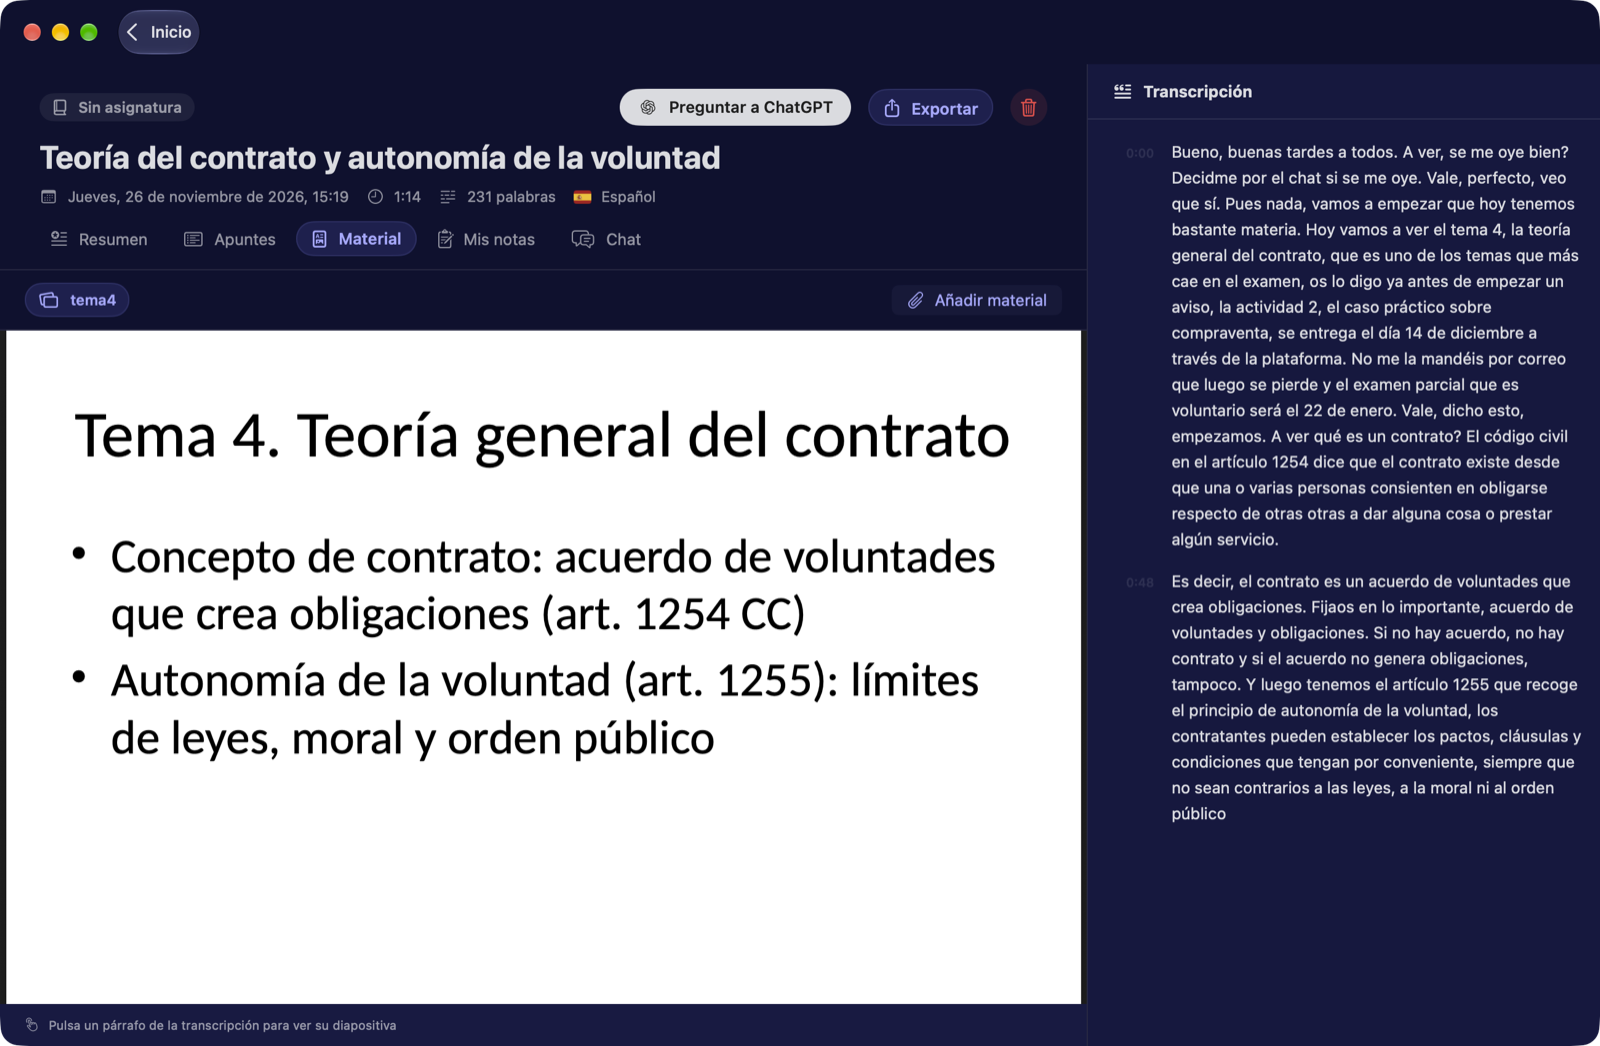 Inicio
Sin asignatura
Preguntar a ChatGPT
Exportar
Teoría del contrato y autonomía de la voluntad
Jueves, 26 de noviembre de 2026, 15:19
1:14
231 palabras
Español
Resumen
Apuntes
Material
Mis notas
Chat
tema4
Añadir material
Tema 4. Teoría general del contrato
• Concepto de contrato: acuerdo de voluntades
que crea obligaciones (art. 1254 CC)
• Autonomía de la voluntad (art. 1255): límites
de leyes, moral y orden público
Pulsa un párrafo de la transcripción para ver su diapositiva
Transcripción
0:00
Bueno, buenas tardes a todos. A ver, se me oye bien?
Decidme por el chat si se me oye. Vale, perfecto, veo
que sí. Pues nada, vamos a empezar que hoy tenemos
bastante materia. Hoy vamos a ver el tema 4, la teoría
general del contrato, que es uno de los temas que más
cae en el examen, os lo digo ya antes de empezar un
aviso, la actividad 2, el caso práctico sobre
compraventa, se entrega el día 14 de diciembre a
través de la plataforma. No me la mandéis por correo
que luego se pierde y el examen parcial que es
voluntario será el 22 de enero. Vale, dicho esto,
empezamos. A ver qué es un contrato? El código civil
en el artículo 1254 dice que el contrato existe desde
que una o varias personas consienten en obligarse
respecto de otras otras a dar alguna cosa o prestar
algún servicio.
0:48
Es decir, el contrato es un acuerdo de voluntades que
crea obligaciones. Fijaos en lo importante, acuerdo de
voluntades y obligaciones. Si no hay acuerdo, no hay
contrato y si el acuerdo no genera obligaciones,
tampoco. Y luego tenemos el artículo 1255 que recoge
el principio de autonomía de la voluntad, los
contratantes pueden establecer los pactos, cláusulas y
condiciones que tengan por conveniente, siempre que
no sean contrarios a las leyes, a la moral ni al orden
público